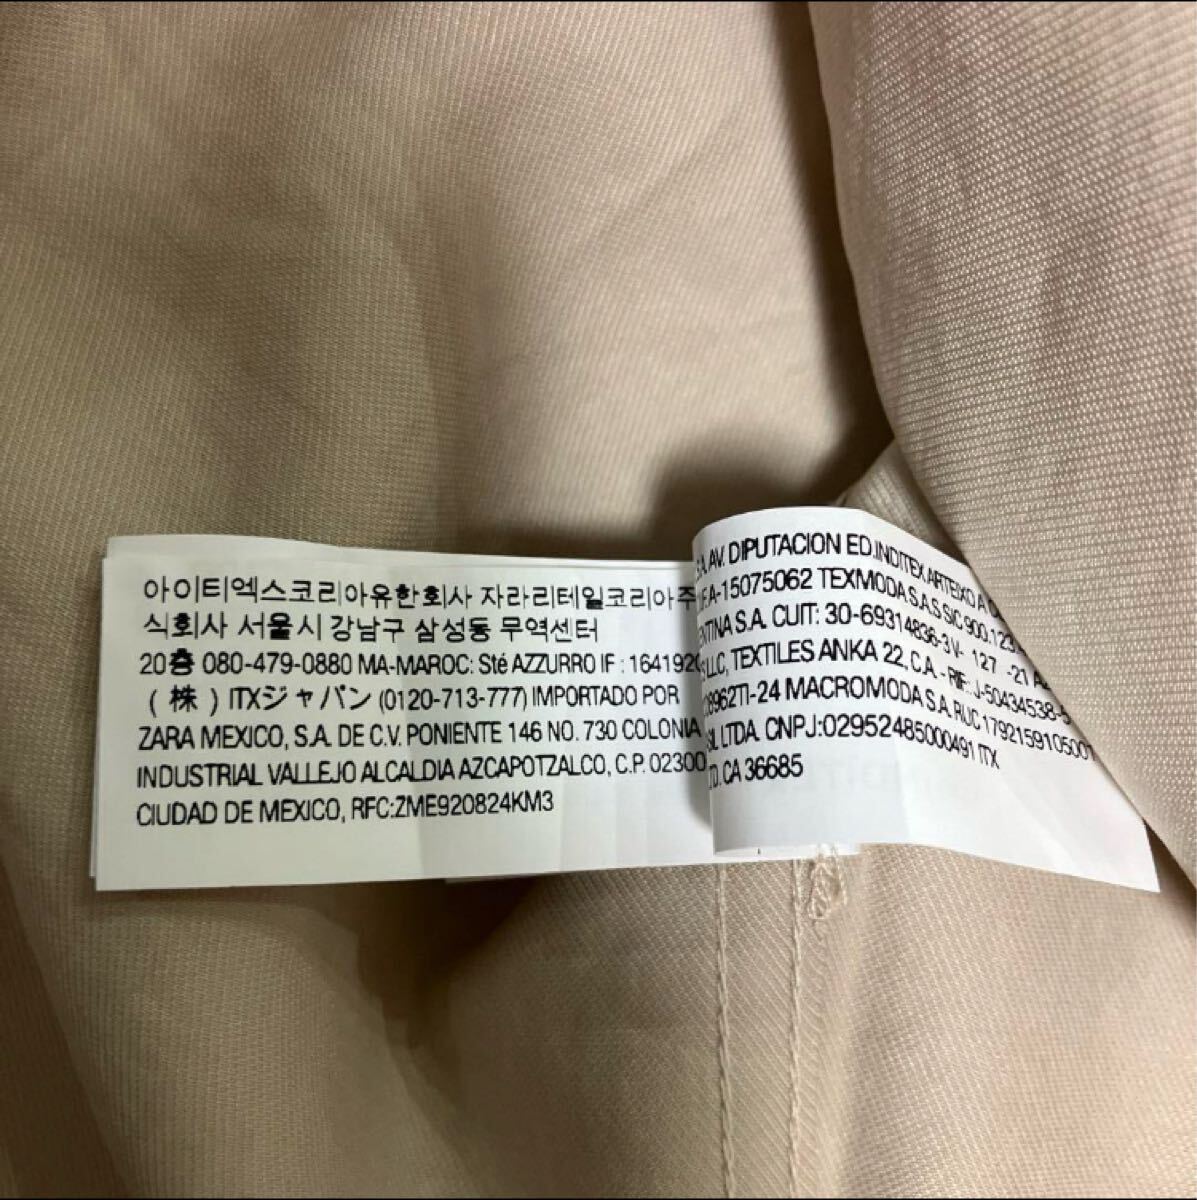 아이티엑스코리아유한회사 자라리테일코리아주
식회사 서울시 강남구 삼성동 무역센터
20층 080-479-0880 MA-MAROC: Sté AZZURRO IF : 1641920
(株) ITXジャパン (0120-713-777) IMPORTADO POR
ZARA MEXICO, S.A. DE C.V. PONIENTE 146 NO. 730 COLONIA
INDUSTRIAL VALLEJO ALCALDIA AZCAPOTZALCO, C.P. 02300
CIUDAD DE MEXICO, RFC:ZME920824KM3
AV. DIPUTACION ED.INDITEX ARTEIXO A
A-15075062 TEXMODA S.A.S SIC 900.123
S.A. CUIT: 30-69314836-3 V- 127 -21
LLC, TEXTILES ANKA 22, C.A. - RIF: J-50434538-
08962TI-24 MACROMODA S.A. RUC 179215910500
LTDA. CNPJ:02952485000491 ITX
CA 36685